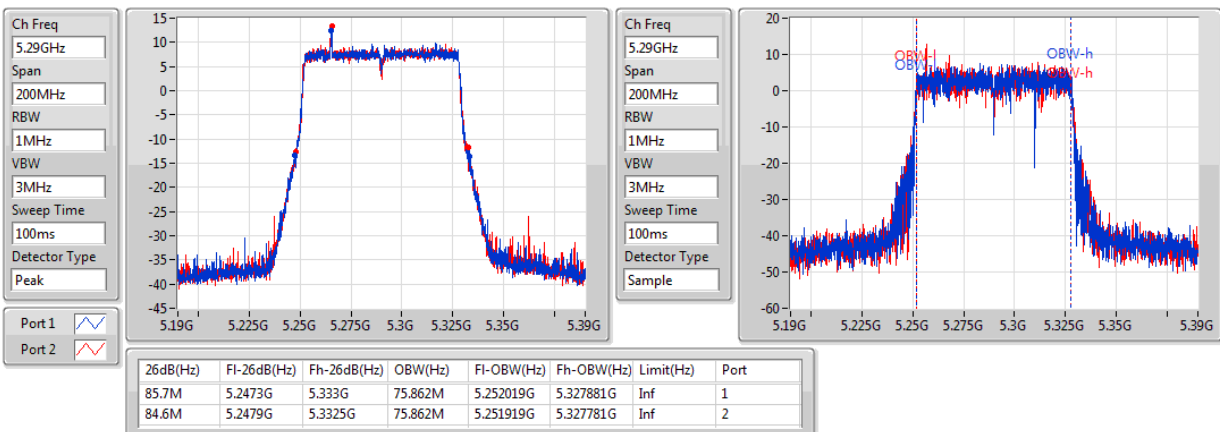 Ch Freq
5.29GHz
Span
200MHz
RBW
1MHz
VBW
3MHz
Sweep Time
100ms
Detector Type
Peak
Port 1
Port 2
15
10
5
0
-5
-10
-15
-20
-25
-30
-35
-40
-45
5.19G 5.225G 5.25G 5.275G 5.3G 5.325G 5.35G 5.39G
Ch Freq
5.29GHz
Span
200MHz
RBW
1MHz
VBW
3MHz
Sweep Time
100ms
Detector Type
Sample
20
10
0
-10
-20
-30
-40
-50
-60
OBW-l
OBW-h
OBW-h
5.19G 5.225G 5.25G 5.275G 5.3G 5.325G 5.35G 5.39G
26dB(Hz) Fl-26dB(Hz) Fh-26dB(Hz) OBW(Hz) Fl-OBW(Hz) Fh-OBW(Hz) Limit(Hz) Port
85.7M 5.2473G 5.333G 75.862M 5.252019G 5.327881G Inf 1
84.6M 5.2479G 5.3325G 75.862M 5.251919G 5.327781G Inf 2